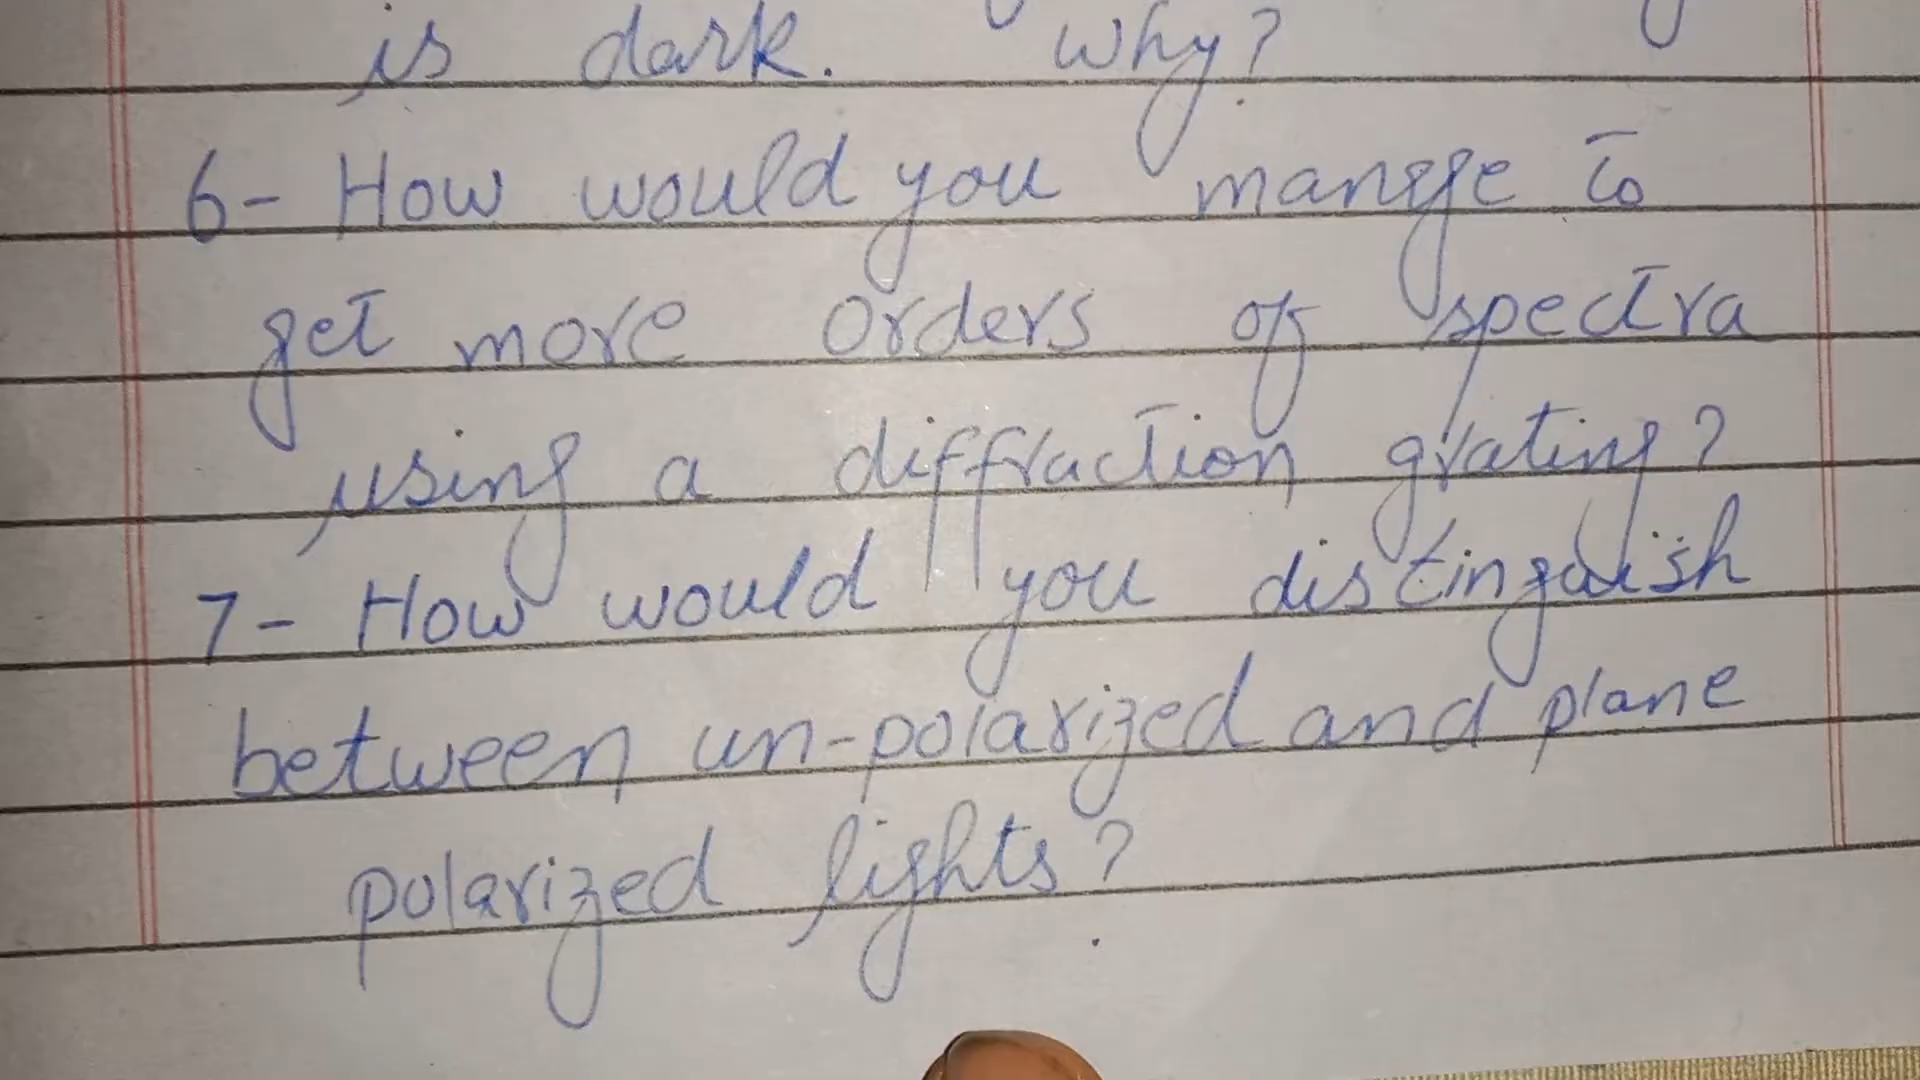 is dark. Why?
6- How would you mange to
get more orders of spectra
using a diffraction grating?
7- How would you distinguish
between un-polarized and plane
polarized lights?